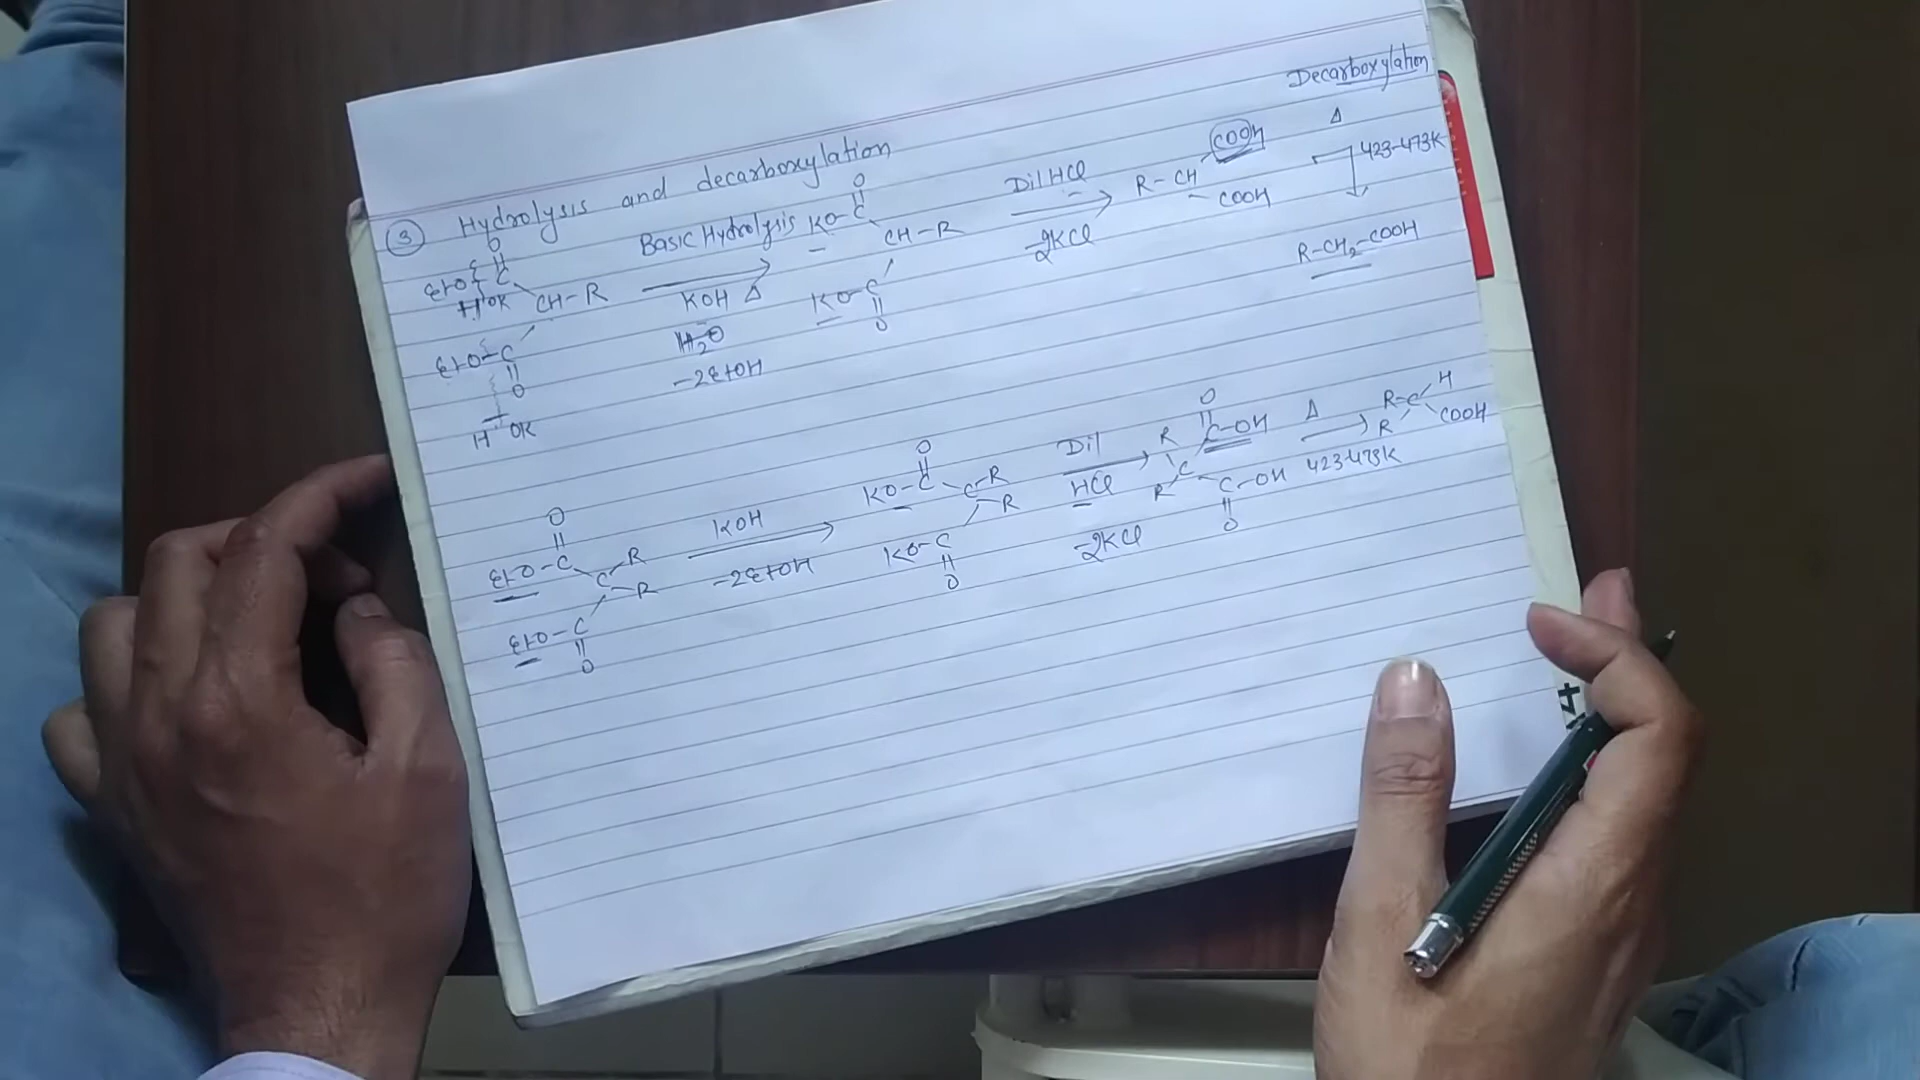 Decarboxylation
③ Hydrolysis and decarboxylation
O
EtO-C
H OK
CH-R
EtO-C
O
H OK
Basic Hydrolysis
KOH Δ
H2O
-2EtOH
O
KO-C
CH-R
KO-C
O
Dil HCl
-2KCl
R-CH
COOH
COOH
Δ
423-473K
R-CH2-COOH
O
EtO-C
C
R
R
EtO-C
O
KOH
-2EtOH
O
KO-C
C
R
R
KO-C
O
Dil
HCl
-2KCl
O
R
C-OH
C
R
C-OH
O
Δ
423-473K
R-C
H
R
COOH
4